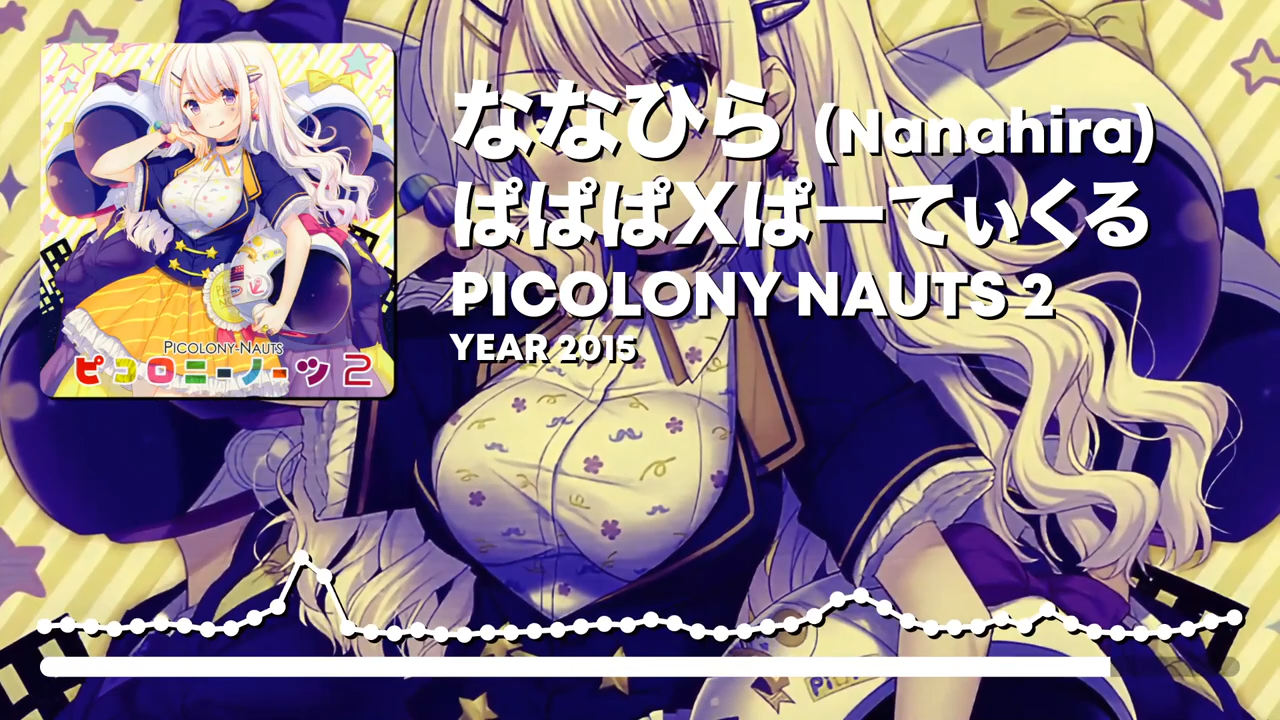 ななひら (Nanahira)
ぱぱぱXぱーてぃくる
PICOLONY NAUTS 2
YEAR 2015
PICOLONY-NAUTS
ピコロニーノーツ 2